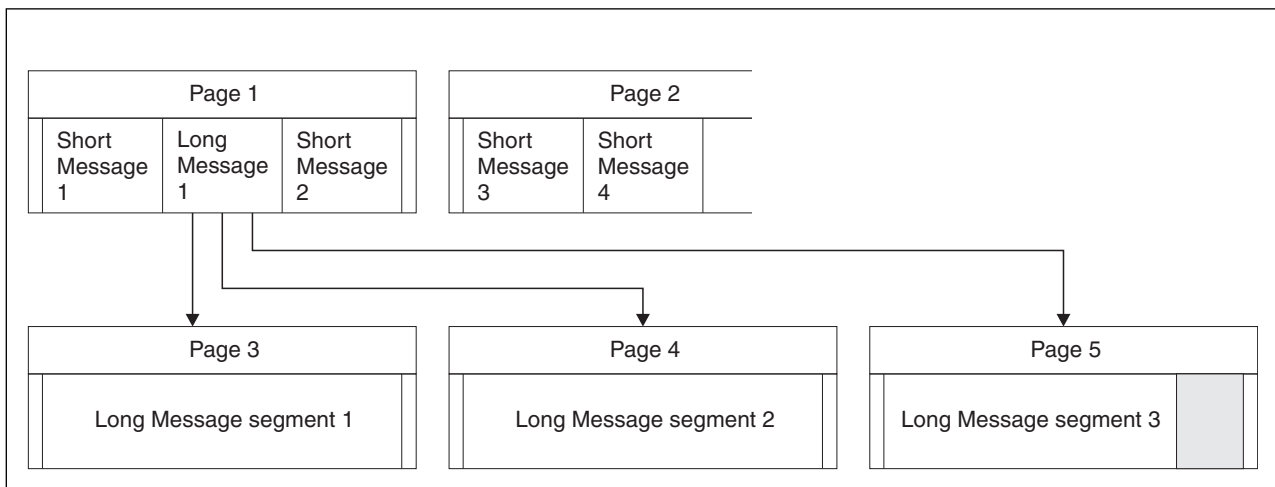 Page 1
Page 2
Short
Message
1
Long
Message
1
Short
Message
2
Short
Message
3
Short
Message
4
Page 3
Page 4
Page 5
Long Message segment 1
Long Message segment 2
Long Message segment 3